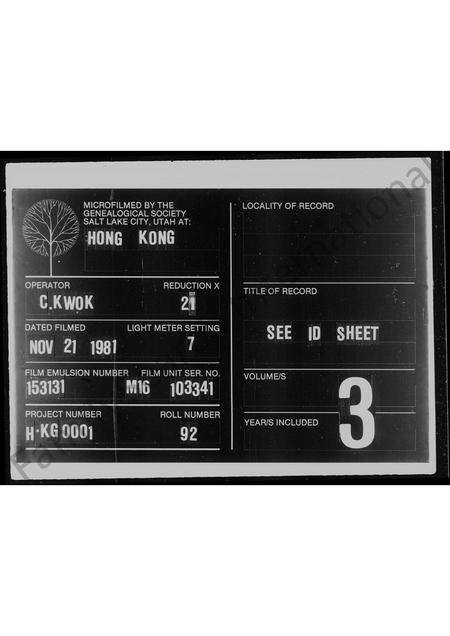 MICROFILMED BY THE
GENEALOGICAL SOCIETY
SALT LAKE CITY, UTAH AT:
HONG KONG
OPERATOR REDUCTION X
C.KWOK
DATED FILMED LIGHT METER SETTING
NOV 21 1981 7
FILM EMULSION NUMBER FILM UNIT SER. NO.
153131 M16 103341
PROJECT NUMBER ROLL NUMBER
H-KG 0001 92
LOCALITY OF RECORD
TITLE OF RECORD
SEE ID SHEET
VOLUME/S
3
YEAR/S INCLUDED